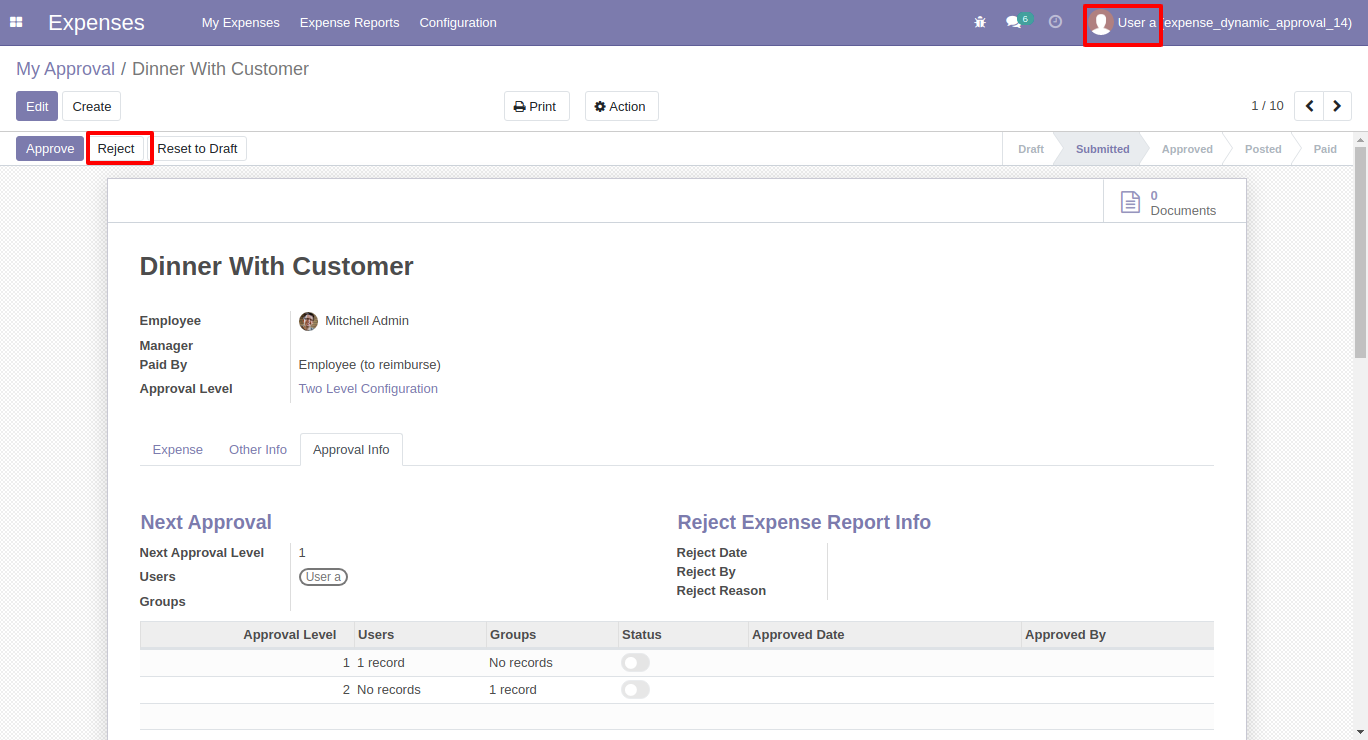 Expenses My Expenses Expense Reports Configuration 6 User a (expense_dynamic_approval_14)
My Approval / Dinner With Customer
Edit Create Print Action 1 / 10
Approve Reject Reset to Draft Draft Submitted Approved Posted Paid
0
Documents
Dinner With Customer
Employee Mitchell Admin
Manager
Paid By Employee (to reimburse)
Approval Level Two Level Configuration
Expense Other Info Approval Info
Next Approval Reject Expense Report Info
Next Approval Level 1 Reject Date
Users User a Reject By
Reject Reason
Groups
Approval Level Users Groups Status Approved Date Approved By
1 1 record No records
2 No records 1 record